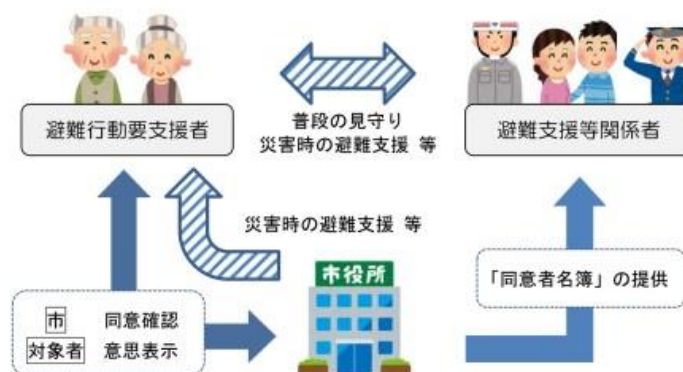 避難行動要支援者
避難支援等関係者
普段の見守り
災害時の避難支援 等
災害時の避難支援 等
市役所
「同意者名簿」の提供
市 同意確認
対象者 意思表示